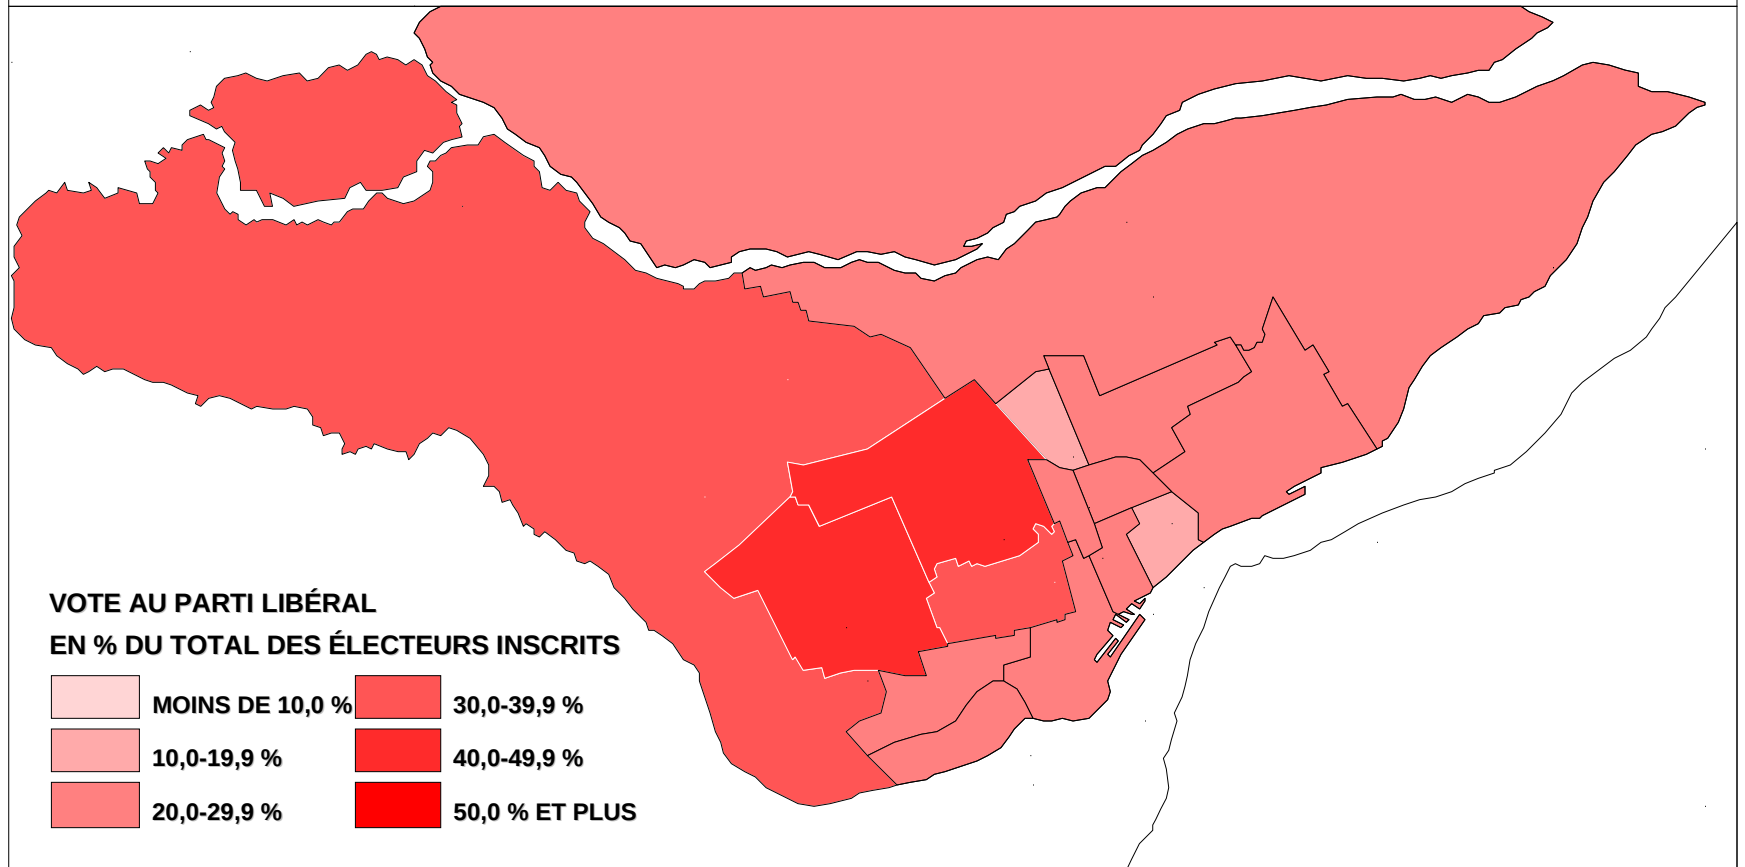 VOTE AU PARTI LIBÉRAL
EN % DU TOTAL DES ÉLECTEURS INSCRITS
MOINS DE 10,0 %
10,0-19,9 %
20,0-29,9 %
30,0-39,9 %
40,0-49,9 %
50,0 % ET PLUS